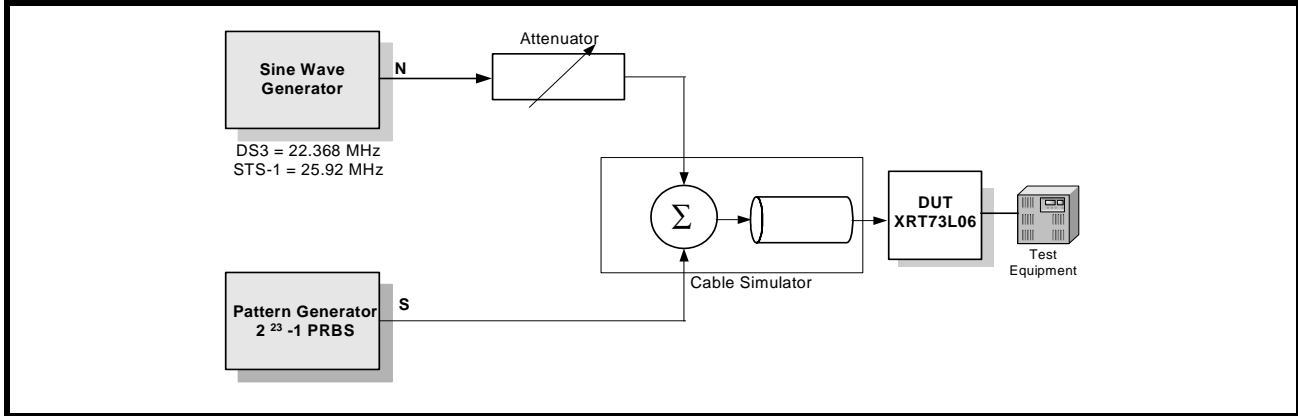 Attenuator
Sine Wave
Generator
N
DS3 = 22.368 MHz
STS-1 = 25.92 MHz
Σ
DUT
XRT73L06
Test
Equipment
Cable Simulator
Pattern Generator
2 ²³ -1 PRBS
S